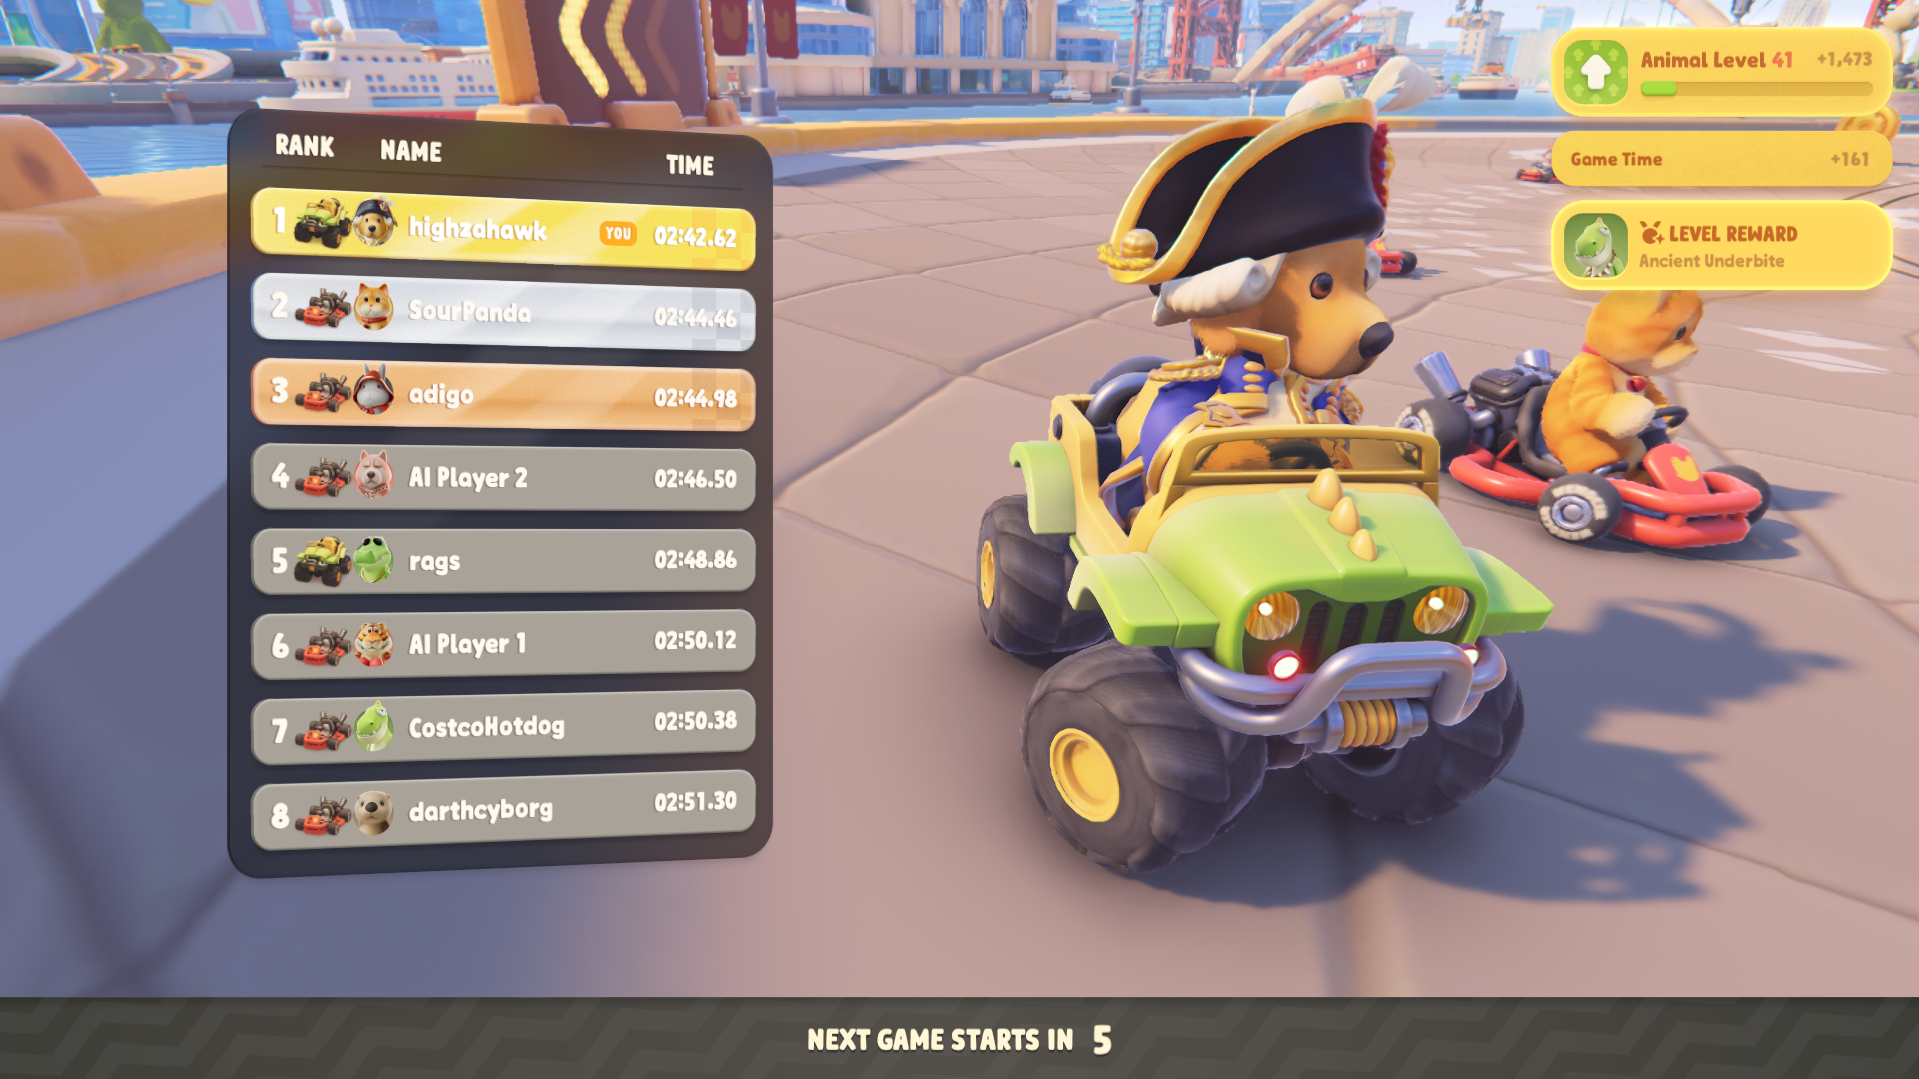 RANK NAME TIME
1 highzahawk YOU 02:42.62
2 SourPanda 02:44.46
3 adigo 02:44.98
4 AI Player 2 02:46.50
5 rags 02:48.86
6 AI Player 1 02:50.12
7 CostcoHotdog 02:50.38
8 darthcyborg 02:51.30
Animal Level 41 +1,473
Game Time +161
LEVEL REWARD
Ancient Underbite
NEXT GAME STARTS IN 5